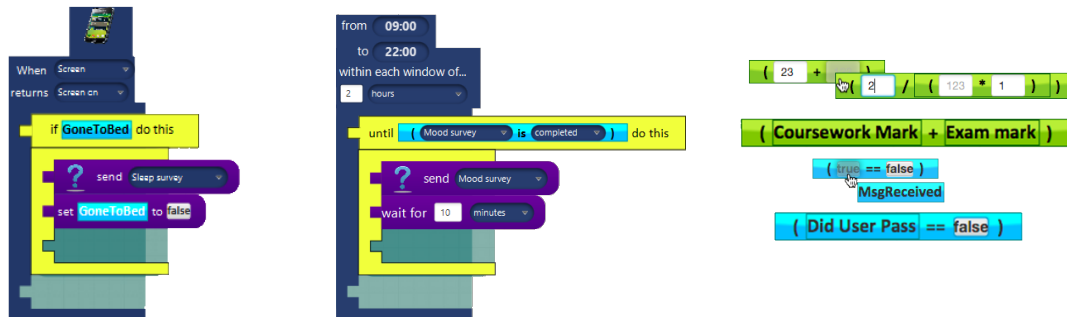 When Screen
returns Screen on
if GoneToBed do this
? send Sleep survey
set GoneToBed to false
from 09:00
to 22:00
within each window of...
2 hours
until ( Mood survey is completed ) do this
? send Mood survey
wait for 10 minutes
( 23 + )
( 2 / ( 123 * 1 ) )
( Coursework Mark + Exam mark )
( true == false )
MsgReceived
( Did User Pass == false )